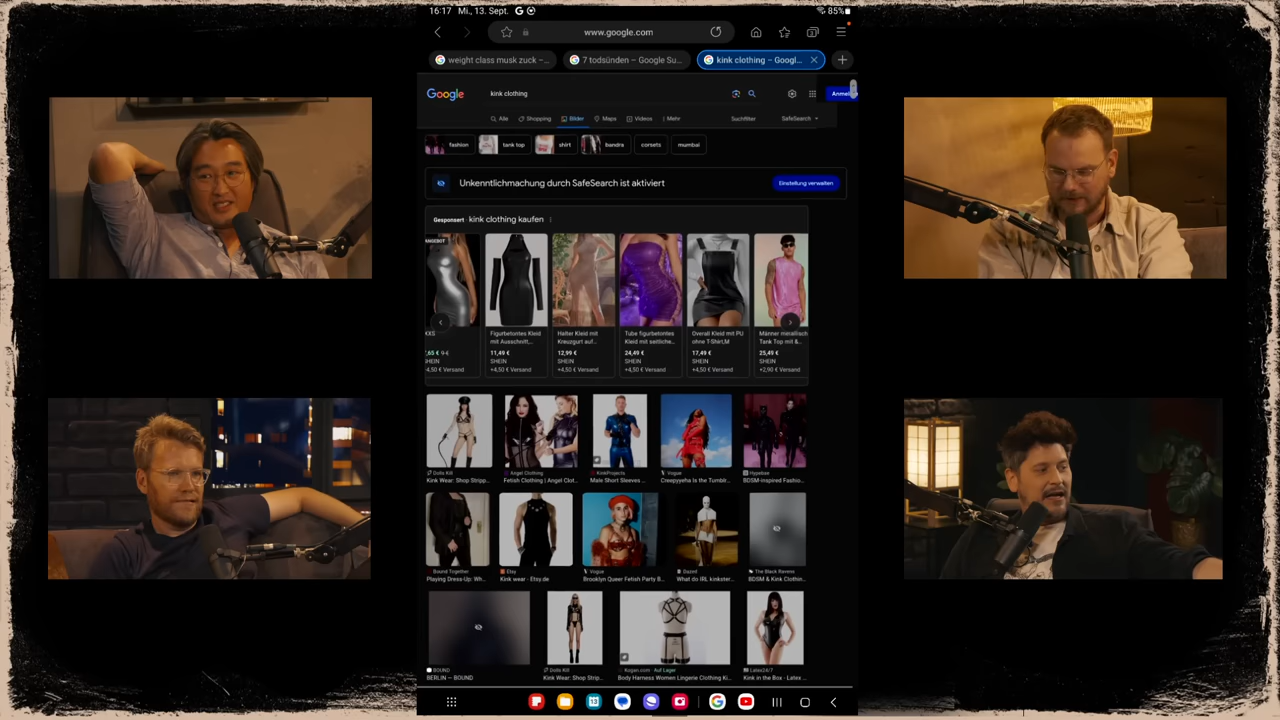 16:17 Mi., 13. Sept.
85%
www.google.com
weight class musk zuck –...
7 todsünden – Google Su...
kink clothing – Googl...
Google
kink clothing
Alle Shopping Bilder Maps Videos Mehr Suchfilter SafeSearch
fashion tank top shirt bandra corsets mumbai
Unkenntlichmachung durch SafeSearch ist aktiviert
Einstellung verwalten
Gesponsert · kink clothing kaufen
ANGEBOT
XXS
,65 € 9 €
SHEIN
+4,50 € Versand
Figurbetontes Kleid
mit Ausschnitt,...
11,49 €
SHEIN
+4,50 € Versand
Halter Kleid mit
Kreuzgurt auf...
12,99 €
SHEIN
+4,50 € Versand
Tube figurbetontes
Kleid mit seitliche...
24,49 €
SHEIN
+4,50 € Versand
Overall Kleid mit PU
ohne T-Shirt,M
17,49 €
SHEIN
+4,50 € Versand
Männer metallisch
Tank Top mit &...
25,49 €
SHEIN
+2,90 € Versand
Dolls Kill
Kink Wear: Shop Stripp...
Angel Clothing
Fetish Clothing | Angel Clot...
KinkProjects
Male Short Sleeves ...
Vogue
Creepyyeha Is the Tumblr...
Hypebae
BDSM-inspired Fashio...
Bound Together
Playing Dress-Up: Wh...
Etsy
Kink wear - Etsy.de
Vogue
Brooklyn Queer Fetish Party B...
Dazed
What do IRL kinkster...
The Black Ravens
BDSM & Kink Clothin...
BOUND
BERLIN — BOUND
Dolls Kill
Kink Wear: Shop Strip...
Kogan.com · Auf Lager
Body Harness Women Lingerie Clothing Ki...
Latex24/7
Kink in the Box - Latex ...
13